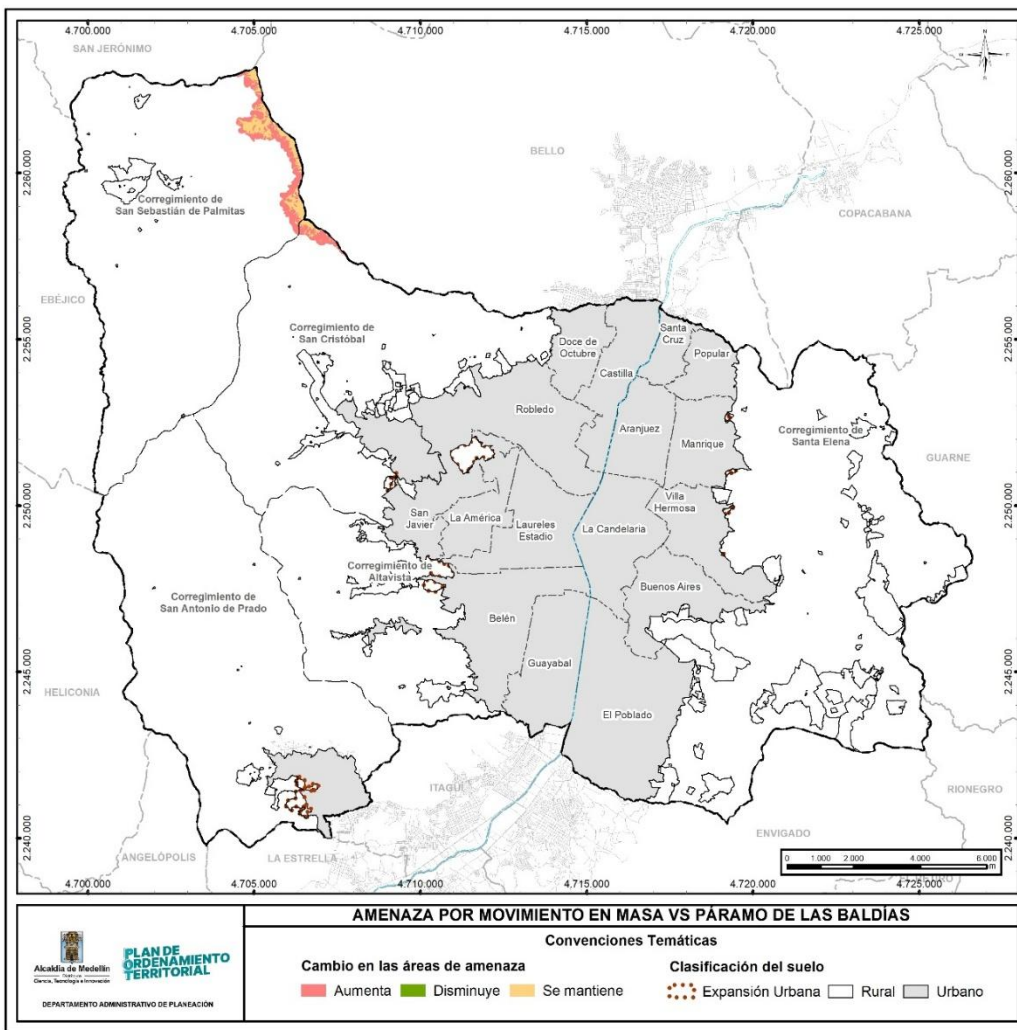 4.700.000 4.705.000 4.710.000 4.715.000 4.720.000 4.725.000
SAN JERÓNIMO
BELLO
2.260.000
2.260.000
Corregimiento de
San Sebastián de Palmitas
COPACABANA
EBÉJICO
2.255.000
2.255.000
Corregimiento de
San Cristóbal
Doce de
Octubre
Santa
Cruz
Popular
Castilla
Robledo
Aranjuez
Manrique
Corregimiento de
Santa Elena
GUARNE
2.250.000
2.250.000
San
Javier
La América
Laureles
Estadio
La Candelaria
Villa
Hermosa
Corregimiento de
Altavista
Buenos Aires
Corregimiento de
San Antonio de Prado
Belén
Guayabal
El Poblado
2.245.000
2.245.000
HELICONIA
ITAGÜÍ
RIONEGRO
ENVIGADO
2.240.000
2.240.000
ANGELÓPOLIS
LA ESTRELLA
0 1.000 2.000 4.000 6.000
m
4.700.000 4.705.000 4.710.000 4.715.000 4.720.000 4.725.000
AMENAZA POR MOVIMIENTO EN MASA VS PÁRAMO DE LAS BALDÍAS
Convenciones Temáticas
Cambio en las áreas de amenaza
Aumenta Disminuye Se mantiene
Clasificación del suelo
Expansión Urbana Rural Urbano
Alcaldía de Medellín
Distrito de
Ciencia, Tecnología e Innovación
PLAN DE
ORDENAMIENTO
TERRITORIAL
DEPARTAMENTO ADMINISTRATIVO DE PLANEACIÓN